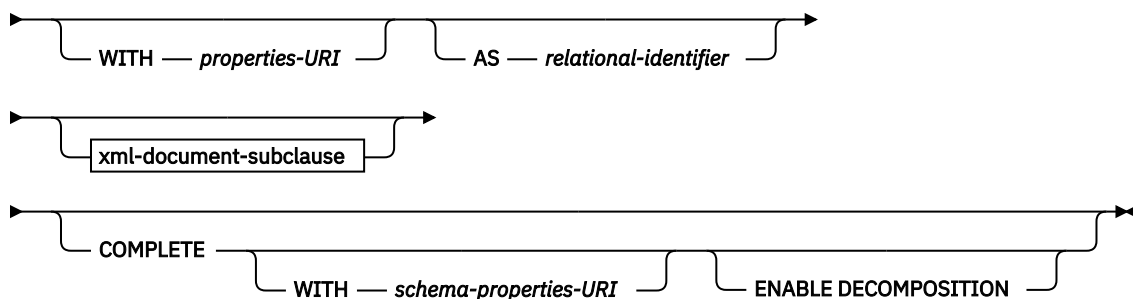 WITH properties-URI AS relational-identifier
xml-document-subclause
COMPLETE
WITH schema-properties-URI ENABLE DECOMPOSITION